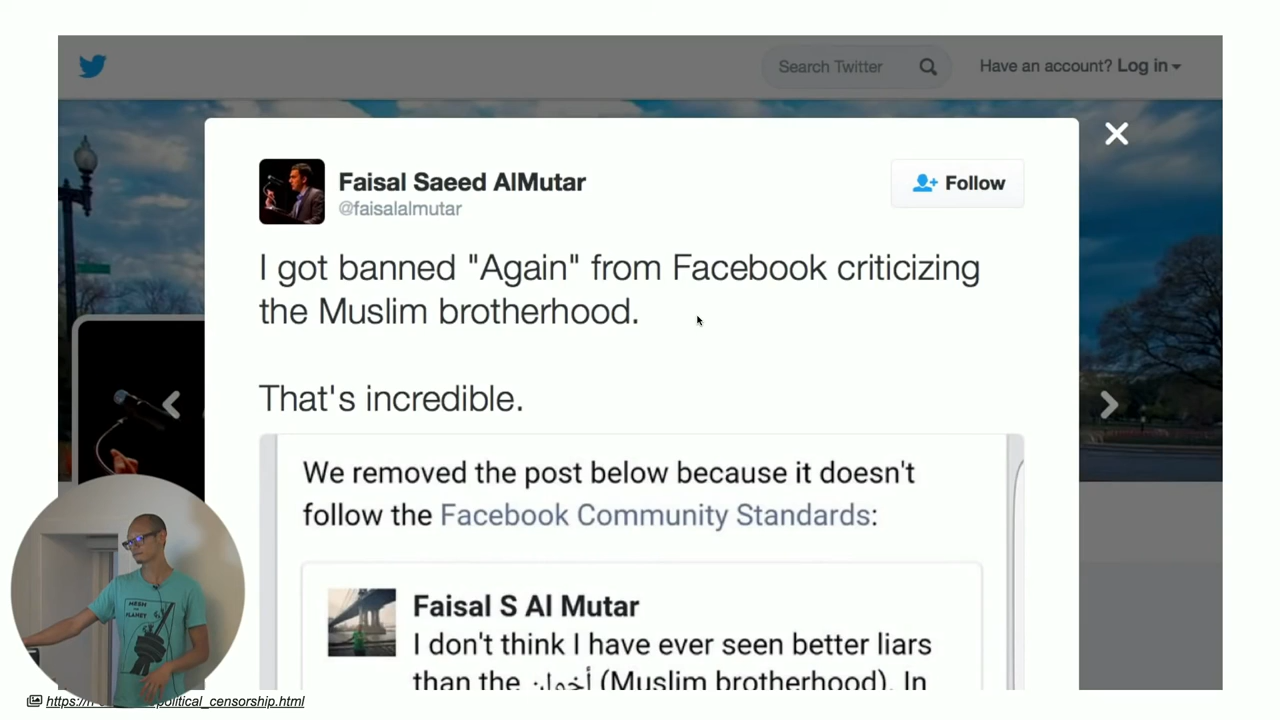 Search Twitter
Have an account? Log in
Faisal Saeed AlMutar
@faisalalmutar
Follow
I got banned "Again" from Facebook criticizing
the Muslim brotherhood.
That's incredible.
We removed the post below because it doesn't
follow the Facebook Community Standards:
Faisal S Al Mutar
I don't think I have ever seen better liars
than the أخوان (Muslim brotherhood). In
PLANET
political_censorship.html